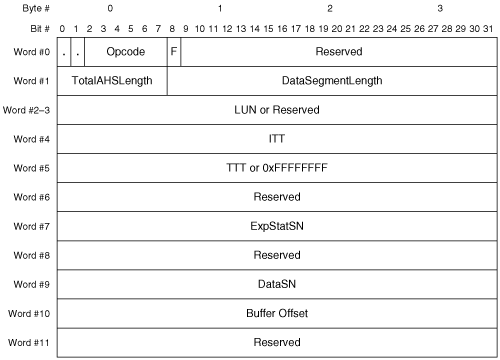 Byte # 0 1 2 3
Bit # 0 1 2 3 4 5 6 7 8 9 10 11 12 13 14 15 16 17 18 19 20 21 22 23 24 25 26 27 28 29 30 31
Word #0 . . Opcode F Reserved
Word #1 TotalAHSLength DataSegmentLength
Word #2–3 LUN or Reserved
Word #4 ITT
Word #5 TTT or 0xFFFFFFFF
Word #6 Reserved
Word #7 ExpStatSN
Word #8 Reserved
Word #9 DataSN
Word #10 Buffer Offset
Word #11 Reserved